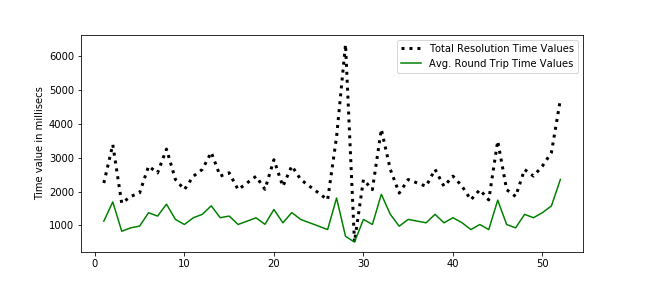 Total Resolution Time Values
Avg. Round Trip Time Values
Time value in millisecs
6000
5000
4000
3000
2000
1000
0 10 20 30 40 50